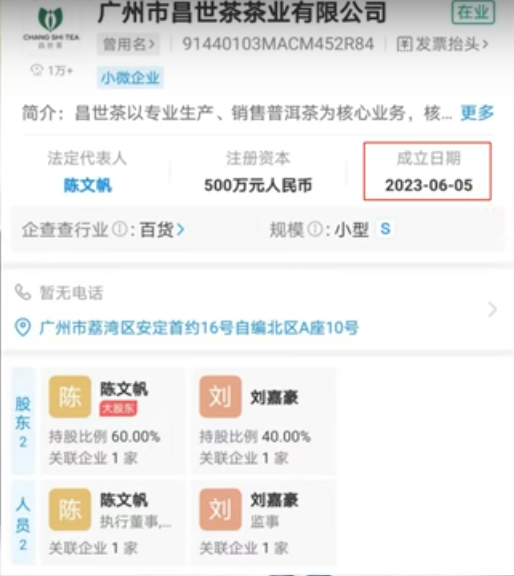 广州市昌世茶茶业有限公司
在业
CHANG SHI TEA
昌世茶
曾用名>
91440103MACM452R84
发票抬头>
1万+
小微企业
简介：昌世茶以专业生产、销售普洱茶为核心业务，核... 更多
法定代表人
注册资本
成立日期
陈文帆
500万元人民币
2023-06-05
企查查行业：百货>
规模：小型 S
暂无电话
广州市荔湾区安定首约16号自编北区A座10号
股东2
陈
陈文帆
大股东
持股比例 60.00%
关联企业 1 家
刘
刘嘉豪
持股比例 40.00%
关联企业 1 家
人员2
陈
陈文帆
执行董事,...
关联企业 1 家
刘
刘嘉豪
监事
关联企业 1 家